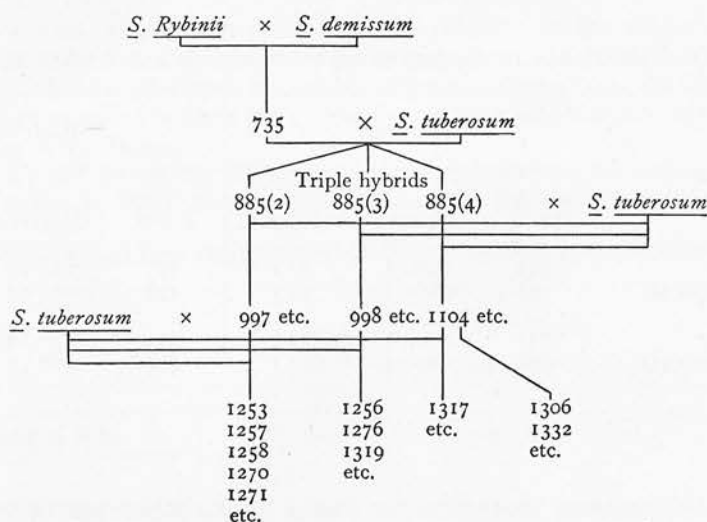 S. Rybinii × S. demissum
735 × S. tuberosum
Triple hybrids
885(2) 885(3) 885(4) × S. tuberosum
S. tuberosum × 997 etc. 998 etc. 1104 etc.
1253 1256 1317 1306
1257 1276 etc. 1332
1258 1319 etc.
1270 etc.
1271
etc.